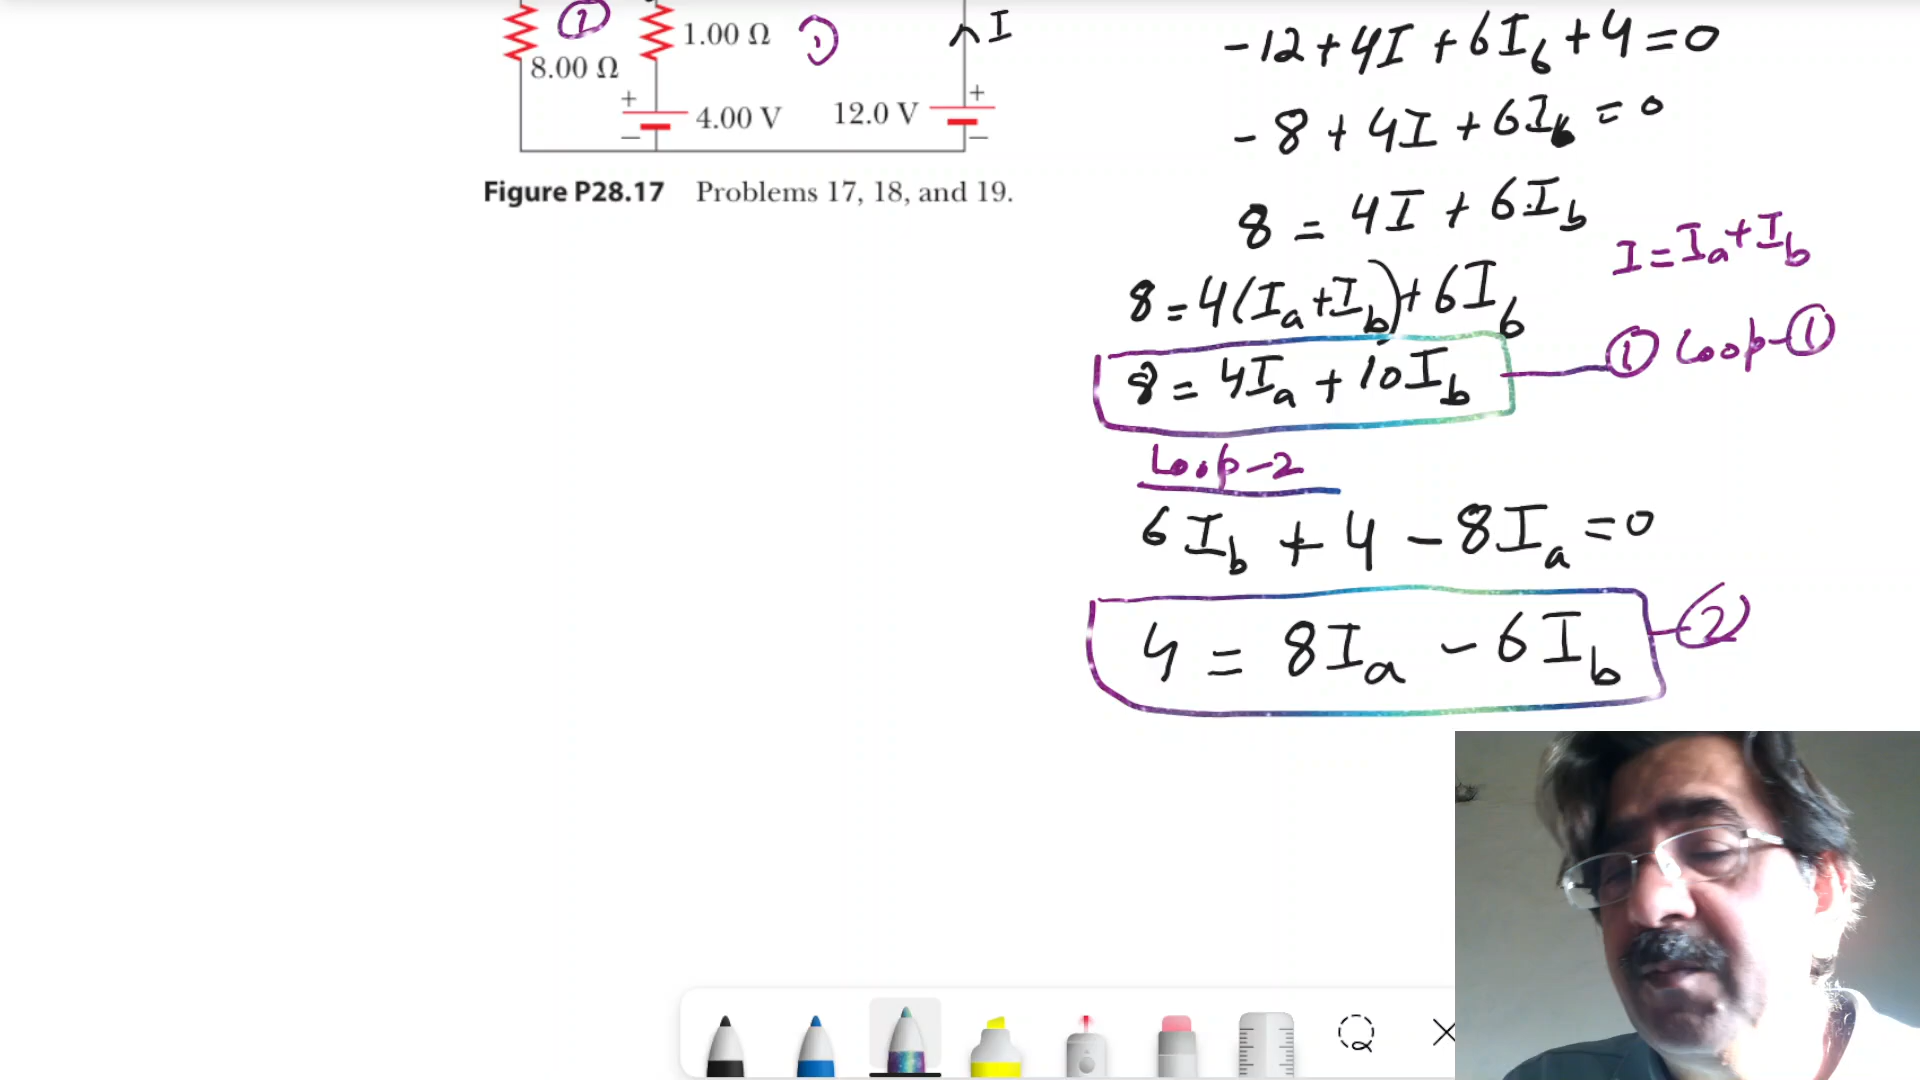 ② 1.00 Ω ① I
8.00 Ω
+ 4.00 V 12.0 V +
− −
Figure P28.17 Problems 17, 18, and 19.
-12+4I+6I_b+4=0
-8+4I+6I_b=0
8=4I+6I_b
I=I_a+I_b
8=4(I_a+I_b)+6I_b
8=4I_a+10I_b ① Loop-①
Loop-2
6I_b+4-8I_a=0
4=8I_a-6I_b ②